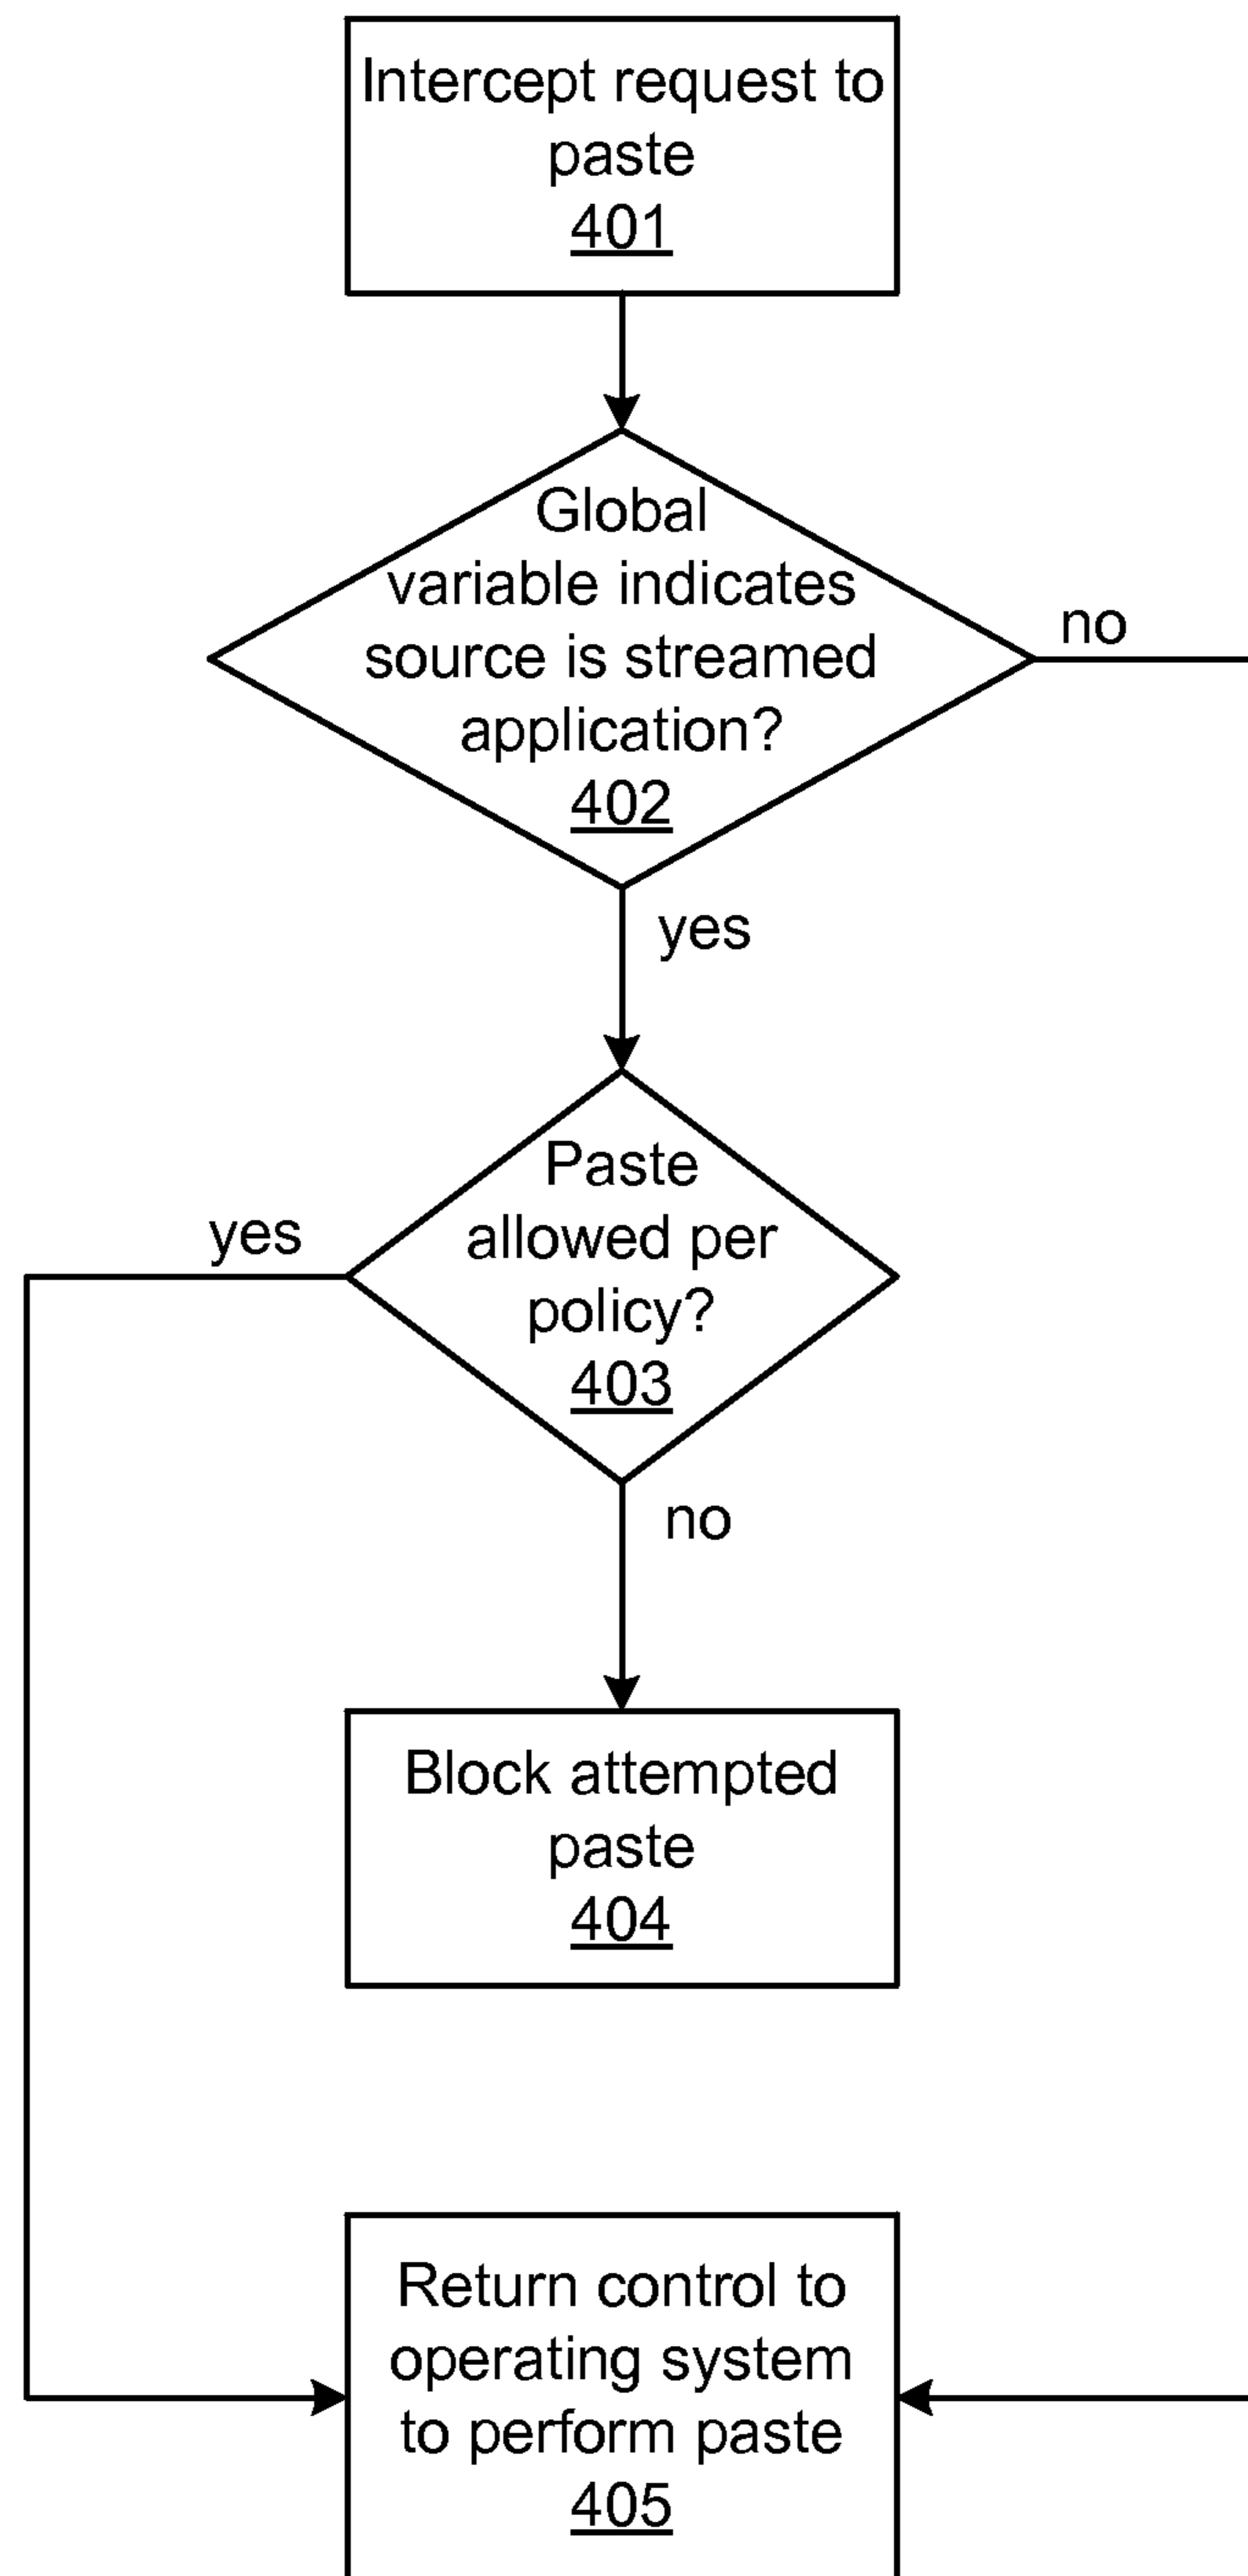 Intercept request to
paste
401
Global
variable indicates
source is streamed
application?
402
no
yes
Paste
allowed per
policy?
403
yes
no
Block attempted
paste
404
Return control to
operating system
to perform paste
405